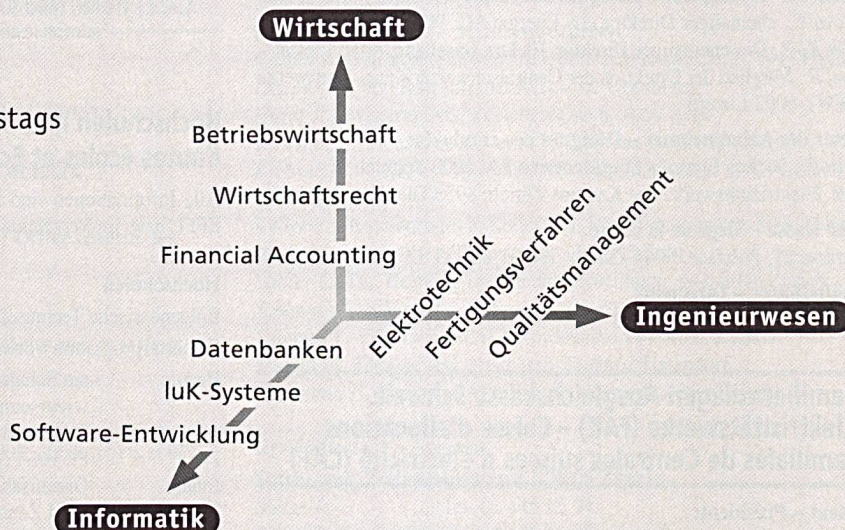 Wirtschaft
stags
Betriebswirtschaft
Wirtschaftsrecht
Financial Accounting
Elektrotechnik
Fertigungsverfahren
Qualitätsmanagement
Ingenieurwesen
Datenbanken
IuK-Systeme
Software-Entwicklung
Informatik